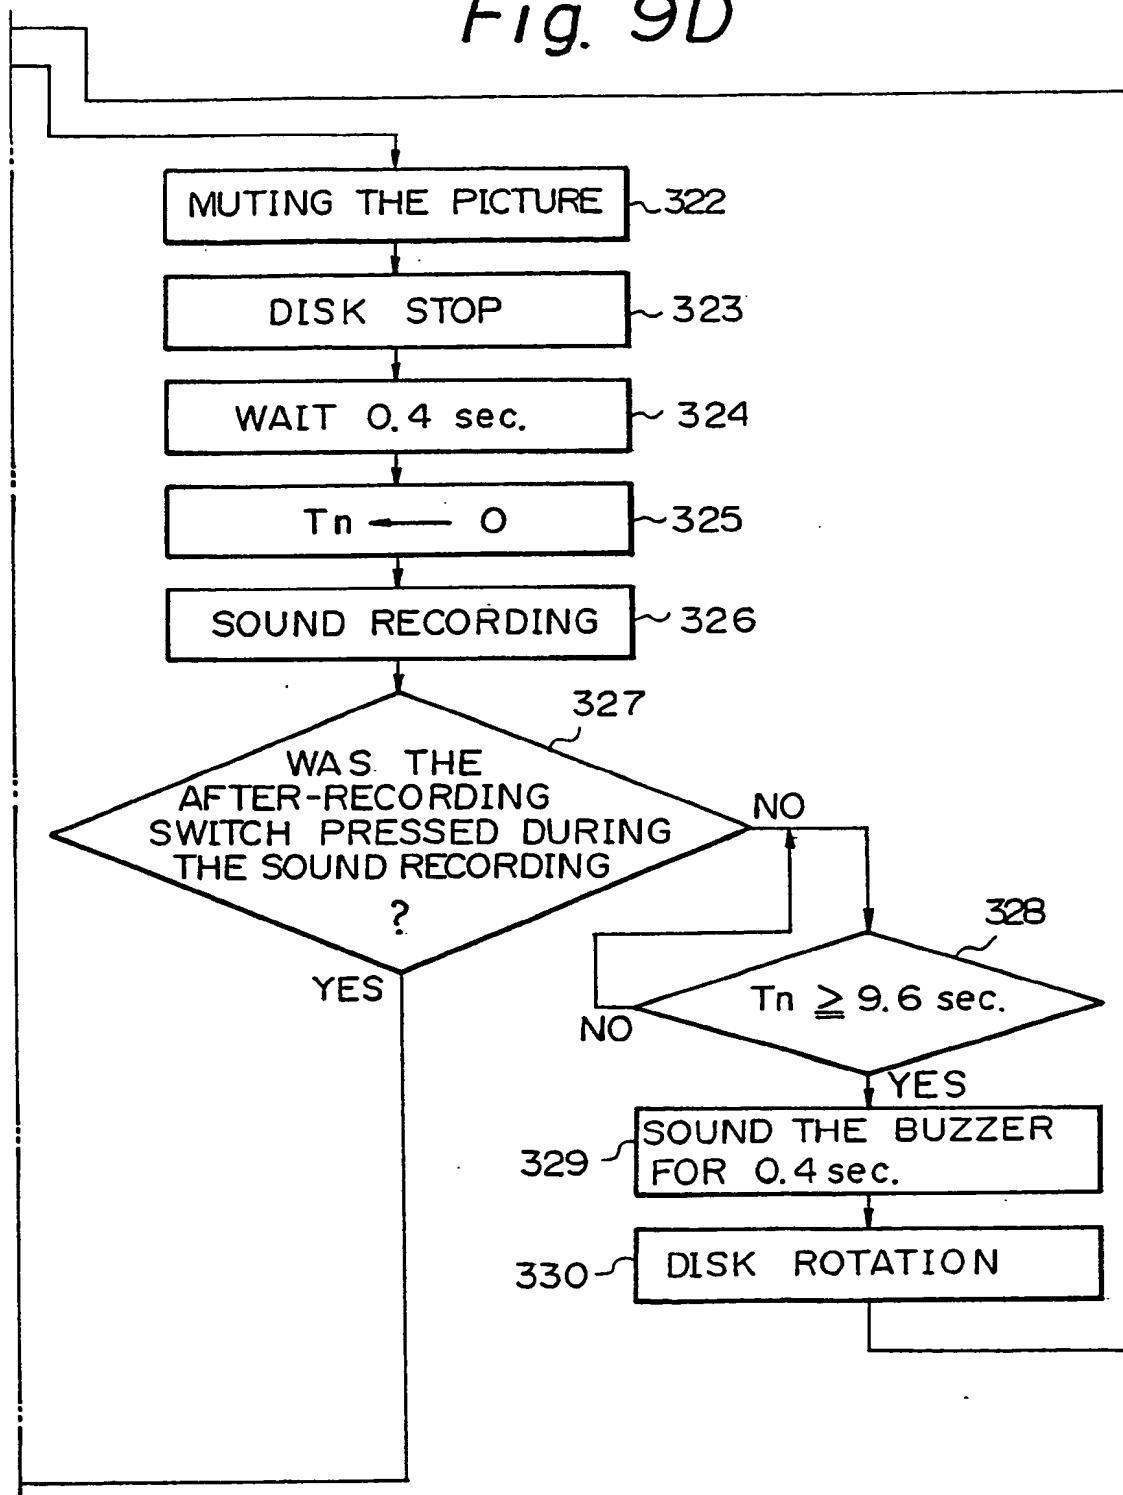 Fig. 9D
MUTING THE PICTURE
322
DISK STOP
323
WAIT 0.4 sec.
324
Tn ← 0
325
SOUND RECORDING
326
327
WAS THE
AFTER-RECORDING
SWITCH PRESSED DURING
THE SOUND RECORDING
?
NO
YES
328
Tn ≧ 9.6 sec.
NO
YES
SOUND THE BUZZER
FOR 0.4 sec.
329
DISK ROTATION
330